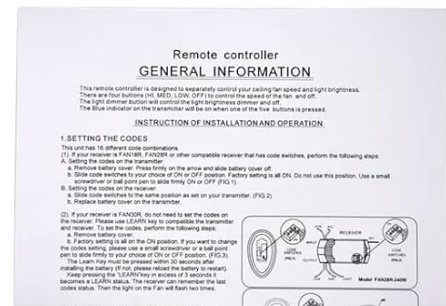 Remote controller
GENERAL INFORMATION
This remote controller is designed to separately control your ceiling fan speed and light brightness.
There are four buttons (HI, MED, LOW, OFF) to control the speed of the fan and off.
The light dimmer button will control the light brightness dimmer and off.
The Blue indicator on the transmitter will be on when one of the five buttons is pressed.
INSTRUCTION OF INSTALLATION AND OPERATION
1.SETTING THE CODES
This unit has 16 different code combinations.
(1). If your receiver is FAN18R, FAN28R or other compatible receiver that has code switches, perform the following steps:
A. Setting the codes on the transmitter:
a. Remove battery cover. Press firmly on the arrow and slide battery cover off.
b. Slide code switches to your choice of ON or OFF position. Factory setting is all ON. Do not use this position. Use a small
screwdriver or ball point pen to slide firmly ON or OFF (FIG.1).
B. Setting the codes on the receiver:
a. Slide code switches to the same position as set on your transmitter. (FIG.2)
b. Replace battery cover on the transmitter.
(2). If your receiver is FAN30R, do not need to set the codes on
the receiver. Please use LEARN key to compatible the transmitter
and receiver. To set the codes, perform the following steps:
a. Remove battery cover.
b. Factory setting is all on the ON position. If you want to change
the codes setting, please use a small screwdriver or a ball point
pen to slide firmly to your choice of ON or OFF position. (FIG.3).
The Learn Key must be pressed within 30 seconds after
installing the battery (If not, please reload the battery to restart).
Keep pressing the "LEARN"key in excess of 3 seconds it
becomes a LEARN status. The receiver can remember the last
codes status. Then the light on the Fan will flash two times.
RECEIVER
INPUT
OUTPUT
CODE
SWITCHES
CODE
SWITCHES
Model FAN28R-240W